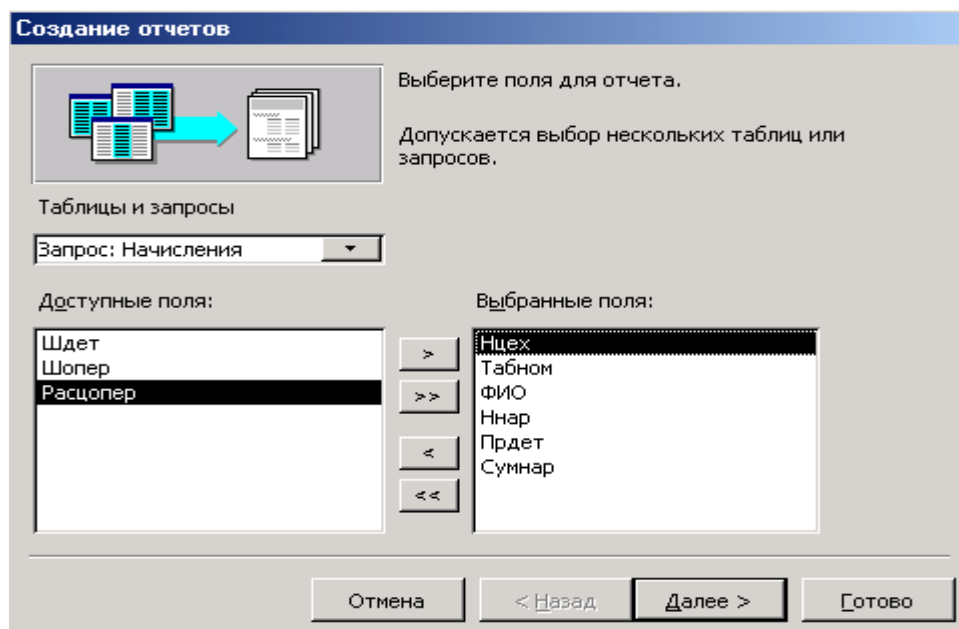 Создание отчетов
Выберите поля для отчета.
Допускается выбор нескольких таблиц или
запросов.
Таблицы и запросы
Запрос: Начисления
Доступные поля:
Шдет
Шопер
Расцопер
>
>>
<
<<
Выбранные поля:
Нцех
Табном
ФИО
Ннар
Прдет
Сумнар
Отмена
< Назад
Далее >
Готово